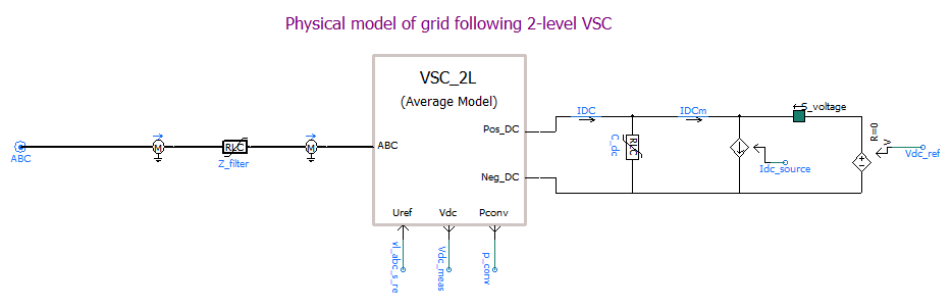 Physical model of grid following 2-level VSC
VSC_2L
(Average Model)
ABC
M
RLC
Z_filter
M
ABC
Pos_DC
Neg_DC
Uref
Vdc
Pconv
vl_abc_s_re
Vdc_meas
p_conv
IDC
C_dc
RLC
IDCm
Idc_source
S_voltage
R=0
V
Vdc_ref